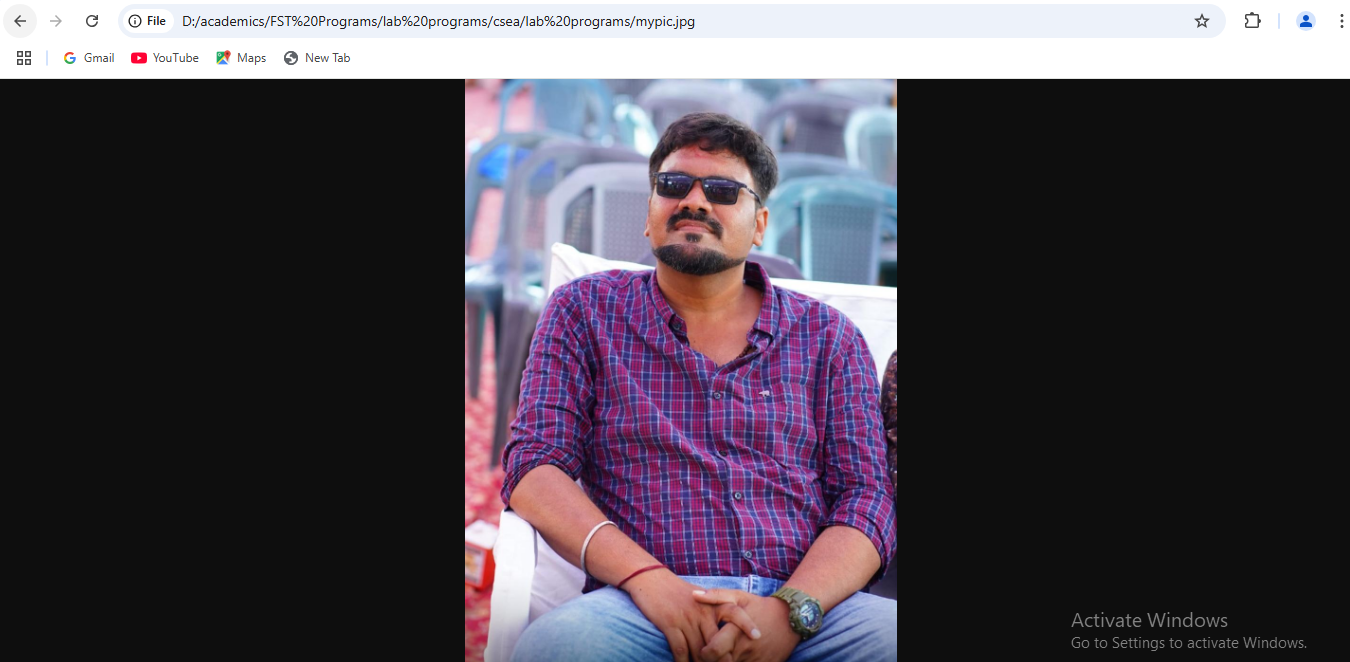 File D:/academics/FST%20Programs/lab%20programs/csea/lab%20programs/mypic.jpg
Gmail YouTube Maps New Tab
Activate Windows
Go to Settings to activate Windows.